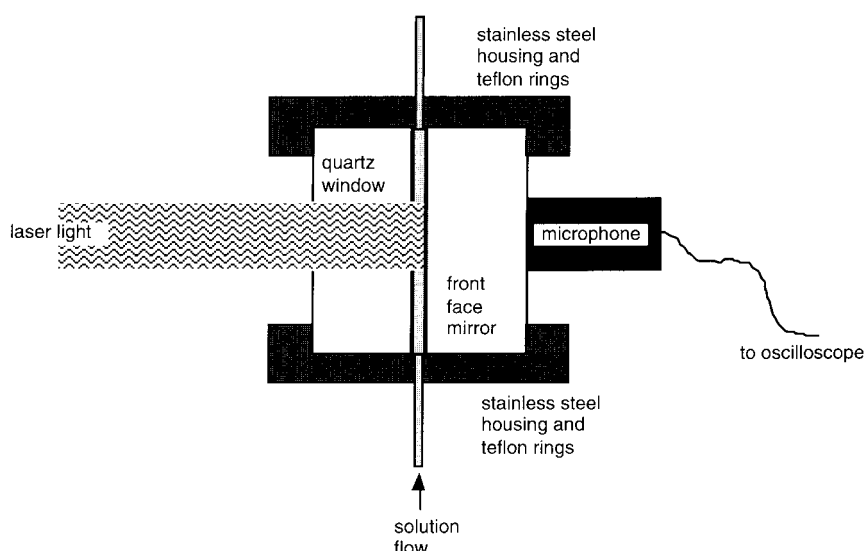 stainless steel
housing and
teflon rings
quartz
window
laser light
microphone
front
face
mirror
to oscilloscope
stainless steel
housing and
teflon rings
solution
flow